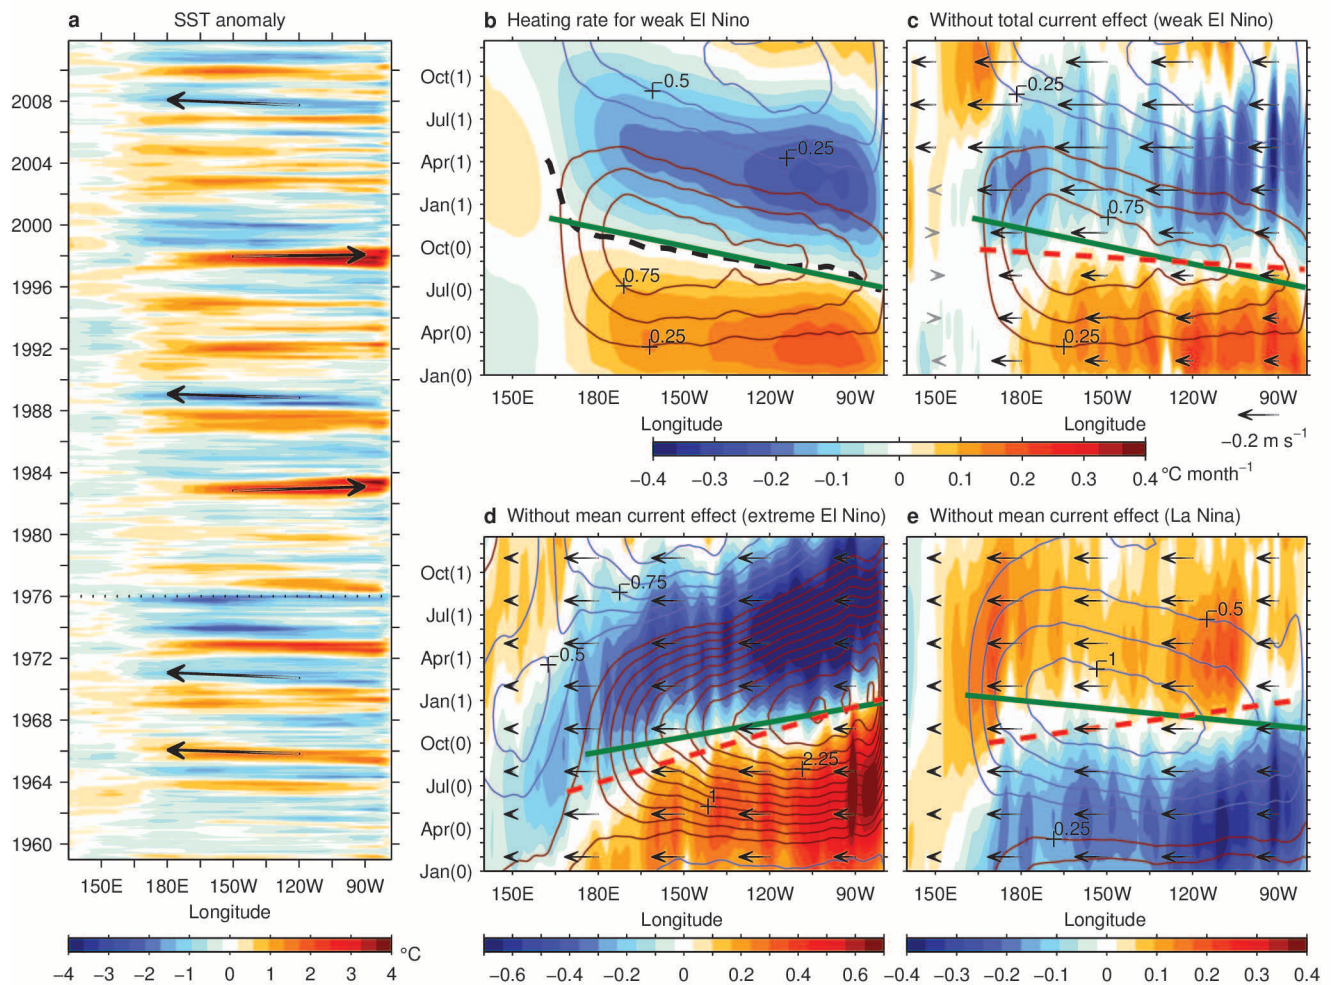 a SST anomaly
2008
2004
2000
1996
1992
1988
1984
1980
1976
1972
1968
1964
1960
150E 180E 150W 120W 90W
Longitude
−4 −3 −2 −1 0 1 2 3 4 °C
b Heating rate for weak El Nino
Oct(1)
Jul(1)
Apr(1)
Jan(1)
Oct(0)
Jul(0)
Apr(0)
Jan(0)
−0.5
−0.25
0.75
0.25
150E 180E 150W 120W 90W
Longitude
c Without total current effect (weak El Nino)
−0.25
0.75
0.25
150E 180E 150W 120W 90W
Longitude
−0.2 m s⁻¹
−0.4 −0.3 −0.2 −0.1 0 0.1 0.2 0.3 0.4 °C month⁻¹
d Without mean current effect (extreme El Nino)
Oct(1)
Jul(1)
Apr(1)
Jan(1)
Oct(0)
Jul(0)
Apr(0)
Jan(0)
−0.75
−0.5
2.25
1
150E 180E 150W 120W 90W
Longitude
−0.6 −0.4 −0.2 0 0.2 0.4 0.6
e Without mean current effect (La Nina)
−0.5
−1
0.25
150E 180E 150W 120W 90W
Longitude
−0.4 −0.3 −0.2 −0.1 0 0.1 0.2 0.3 0.4